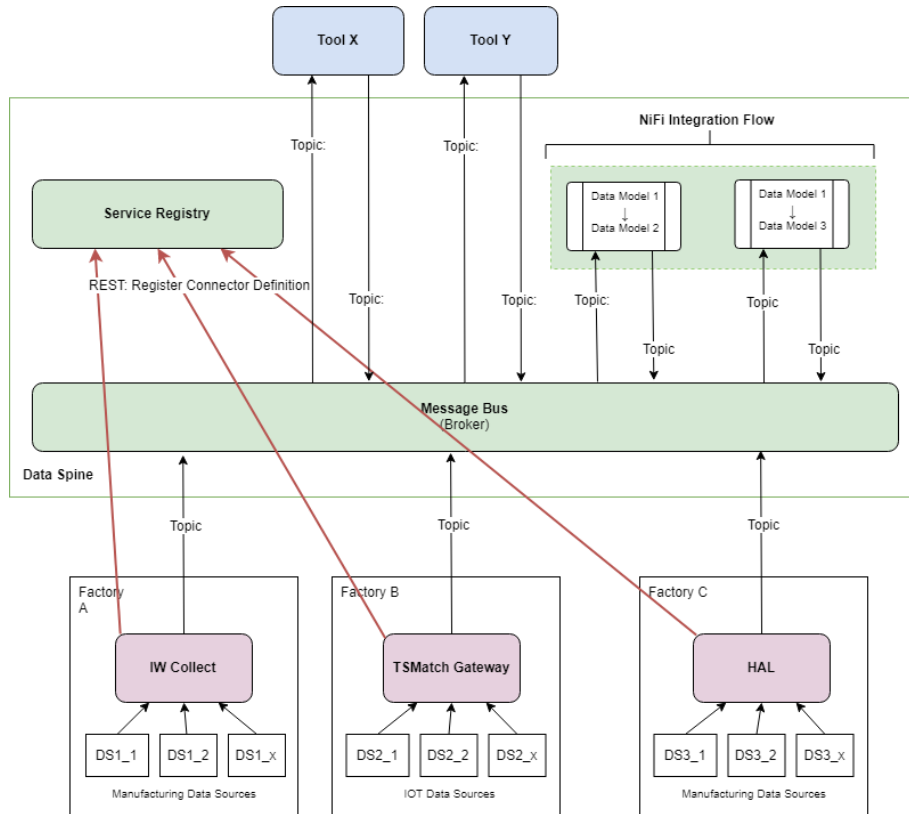 Tool X
Tool Y
NiFi Integration Flow
Topic:
Topic:
Data Model 1
↓
Data Model 2
Data Model 1
↓
Data Model 3
Service Registry
REST: Register Connector Definition
Topic:
Topic:
Topic:
Topic
Topic
Topic
Message Bus
(Broker)
Data Spine
Topic
Topic
Topic
Factory
A
Factory B
Factory C
IW Collect
TSMatch Gateway
HAL
DS1_1
DS1_2
DS1_x
DS2_1
DS2_2
DS2_x
DS3_1
DS3_2
DS3_x
Manufacturing Data Sources
IOT Data Sources
Manufacturing Data Sources